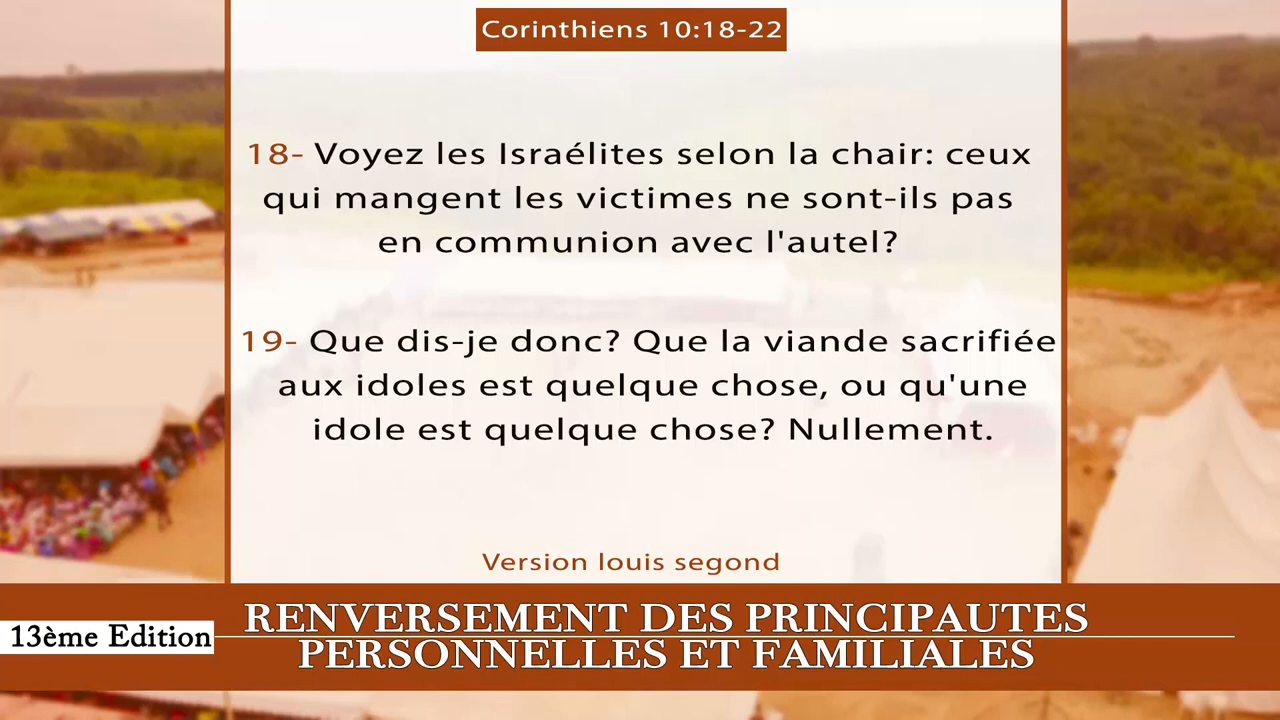 Corinthiens 10:18-22
18- Voyez les Israélites selon la chair: ceux
qui mangent les victimes ne sont-ils pas
en communion avec l'autel?
19- Que dis-je donc? Que la viande sacrifiée
aux idoles est quelque chose, ou qu'une
idole est quelque chose? Nullement.
Version louis segond
13ème Edition
RENVERSEMENT DES PRINCIPAUTES
PERSONNELLES ET FAMILIALES